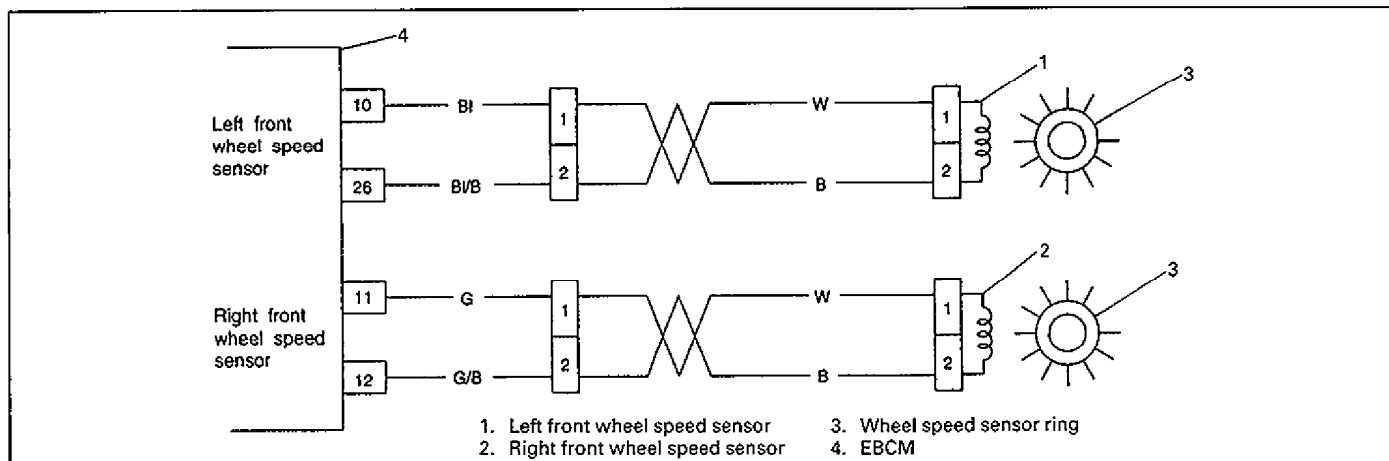 4
10
Bl
1
W
1
1
3
Left front
wheel speed
sensor
26
Bl/B
2
B
2
11
G
1
W
1
2
3
Right front
wheel speed
sensor
12
G/B
2
B
2
1. Left front wheel speed sensor
2. Right front wheel speed sensor
3. Wheel speed sensor ring
4. EBCM